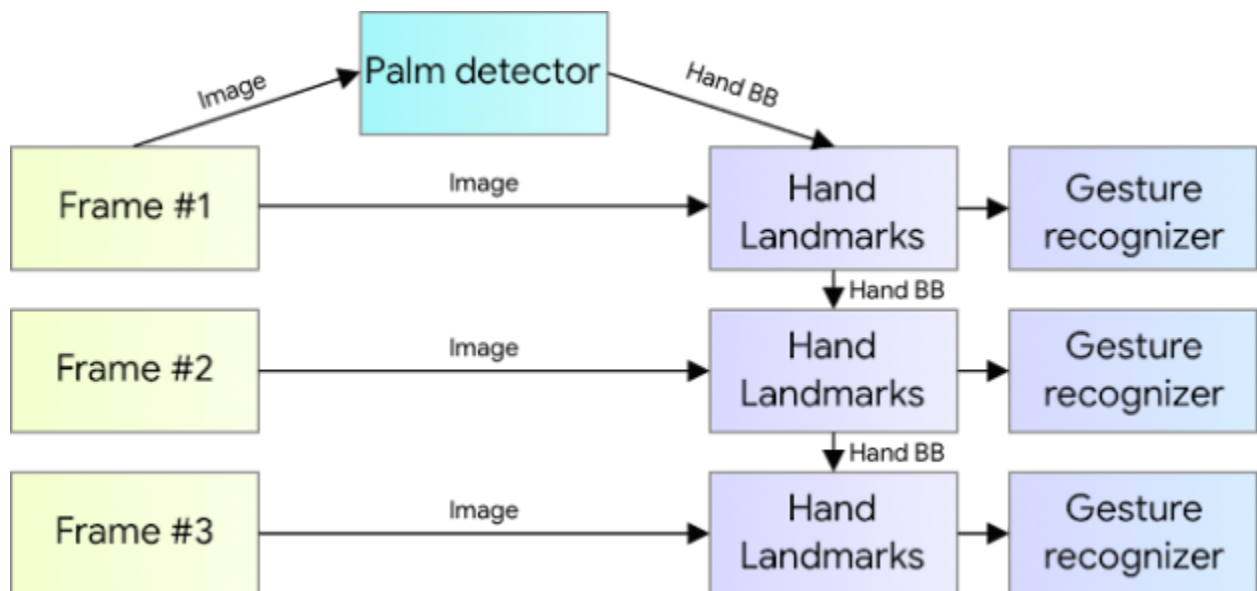 Palm detector
Image
Hand BB
Frame #1
Image
Hand
Landmarks
Gesture
recognizer
Hand BB
Frame #2
Image
Hand
Landmarks
Gesture
recognizer
Hand BB
Frame #3
Image
Hand
Landmarks
Gesture
recognizer